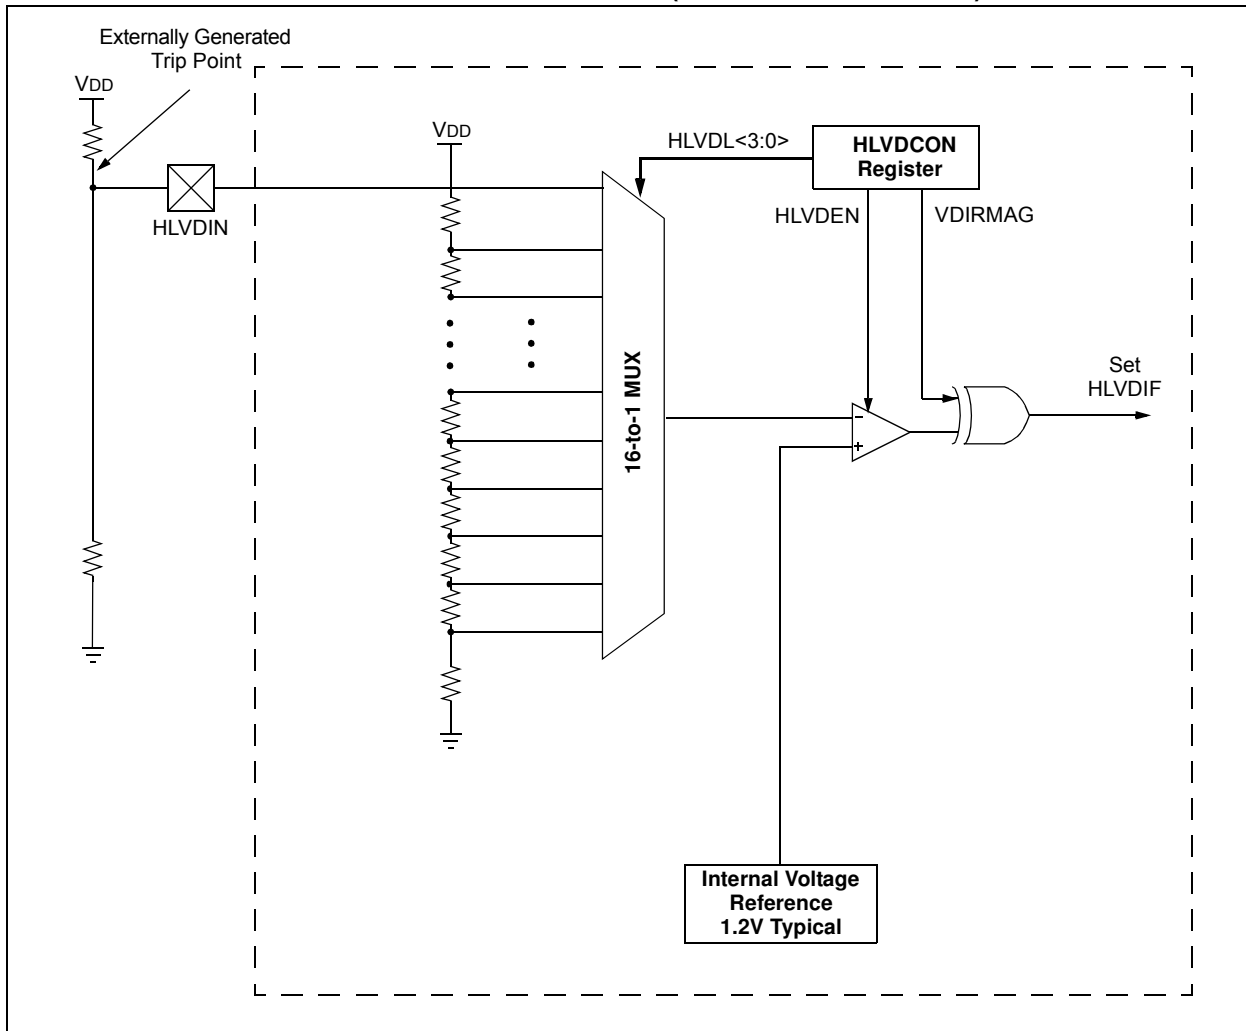 Externally Generated
Trip Point
VDD
VDD
HLVDL<3:0>
HLVDCON
Register
HLVDIN
HLVDEN
VDIRMAG
16-to-1 MUX
Set
HLVDIF
–
+
Internal Voltage
Reference
1.2V Typical